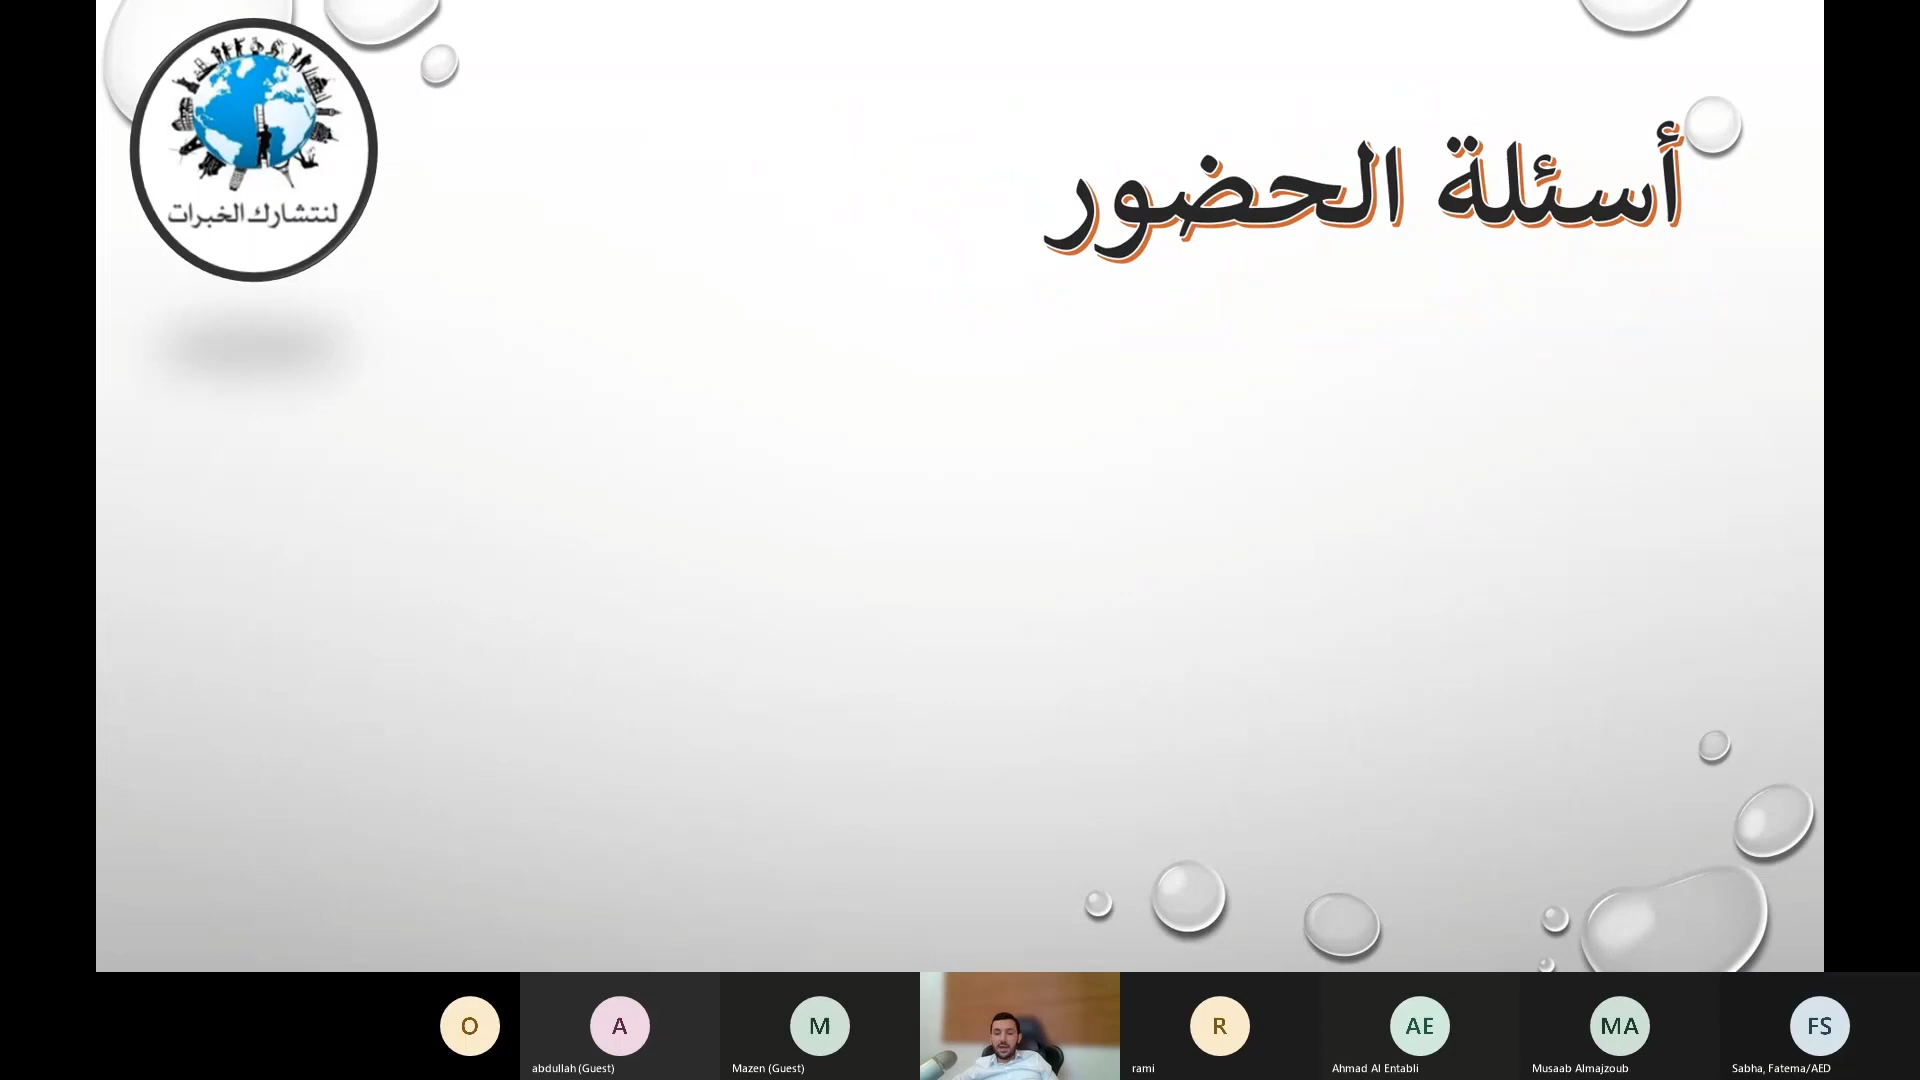 أسئلة الحضور
لنتشارك الخبرات
O
A
M
R
AE
MA
FS
abdullah (Guest)
Mazen (Guest)
rami
Ahmad Al Entabli
Musaab Almajzoub
Sabha, Fatema/AED